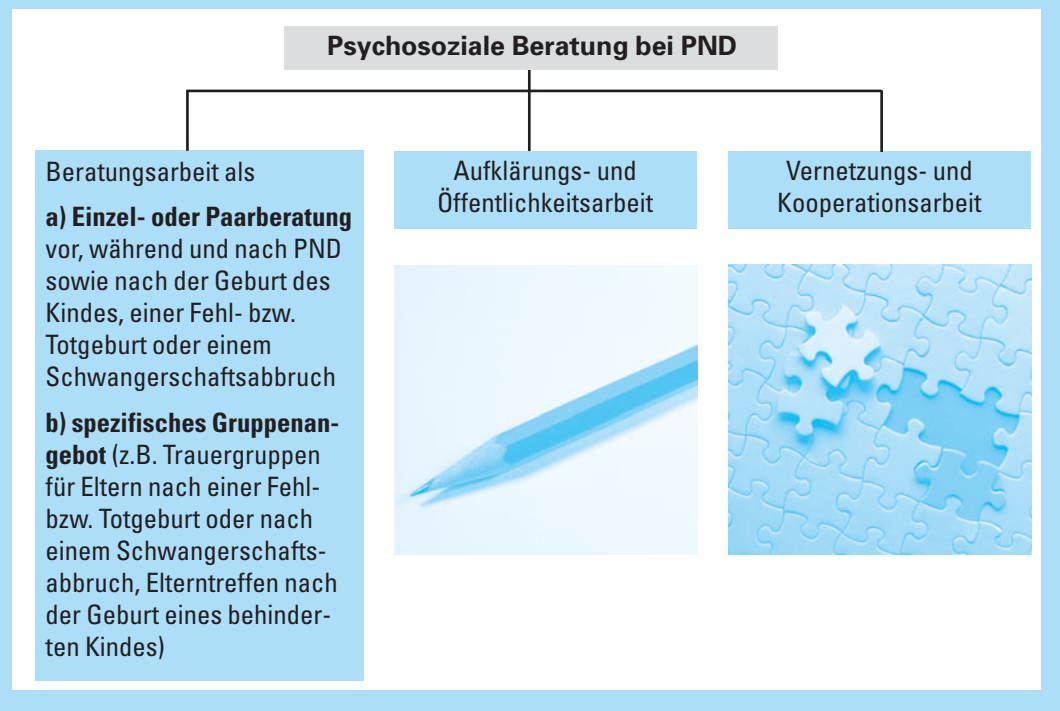 Psychosoziale Beratung bei PND
Beratungsarbeit als
a) Einzel- oder Paarberatung
vor, während und nach PND
sowie nach der Geburt des
Kindes, einer Fehl- bzw.
Totgeburt oder einem
Schwangerschaftsabbruch
b) spezifisches Gruppenan-
gebot (z.B. Trauergruppen
für Eltern nach einer Fehl-
bzw. Totgeburt oder nach
einem Schwangerschafts-
abbruch, Elterntreffen nach
der Geburt eines behinder-
ten Kindes)
Aufklärungs- und
Öffentlichkeitsarbeit
Vernetzungs- und
Kooperationsarbeit